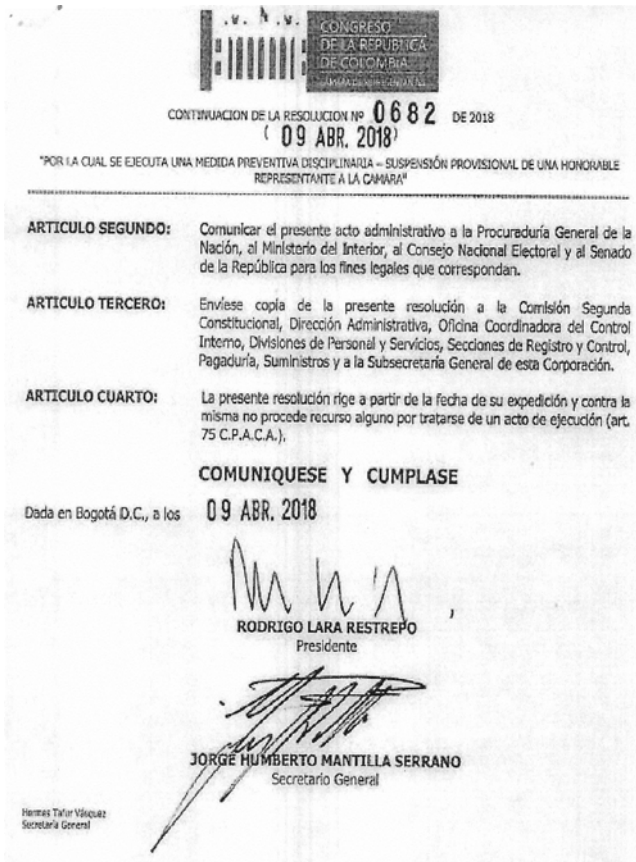 CONGRESO
DE LA REPÚBLICA
DE COLOMBIA
CONTINUACION DE LA RESOLUCION Nº 0682 DE 2018
( 09 ABR. 2018)
"POR LA CUAL SE EJECUTA UNA MEDIDA PREVENTIVA DISCIPLINARIA – SUSPENSIÓN PROVISIONAL DE UNA HONORABLE
REPRESENTANTE A LA CAMARA"
ARTICULO SEGUNDO: Comunicar el presente acto administrativo a la Procuraduría General de la
Nación, al Ministerio del Interior, al Consejo Nacional Electoral y al Senado
de la República para los fines legales que correspondan.
ARTICULO TERCERO: Envíese copia de la presente resolución a la Comisión Segunda
Constitucional, Dirección Administrativa, Oficina Coordinadora del Control
Interno, Divisiones de Personal y Servicios, Secciones de Registro y Control,
Pagaduría, Suministros y a la Subsecretaria General de esta Corporación.
ARTICULO CUARTO: La presente resolución rige a partir de la fecha de su expedición y contra la
misma no procede recurso alguno por tratarse de un acto de ejecución (art.
75 C.P.A.C.A.).
COMUNIQUESE Y CUMPLASE
Dada en Bogotá D.C., a los 09 ABR. 2018
RODRIGO LARA RESTREPO
Presidente
JORGE HUMBERTO MANTILLA SERRANO
Secretario General
Hermes Tafur Vásquez
Secretaría General